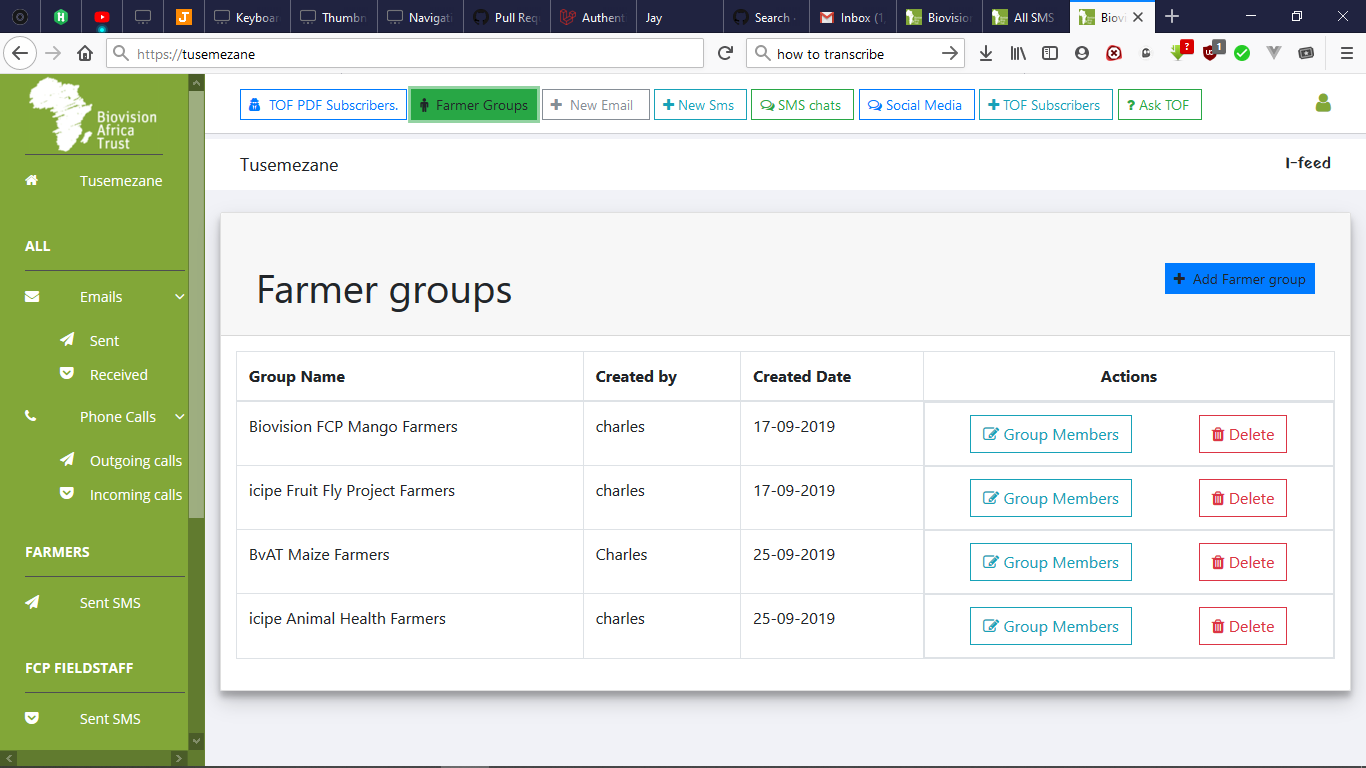 Keyboar
Thumbn
Navigati
Pull Requ
Authent
Jay
Search
Inbox (1,
Biovision
All SMS
Biovi
https://tusemezane
how to transcribe
?
1
Biovision
Africa
Trust
TOF PDF Subscribers.
Farmer Groups
New Email
New Sms
SMS chats
Social Media
TOF Subscribers
? Ask TOF
Tusemezane
I-feed
Tusemezane
ALL
Emails
Sent
Received
Phone Calls
Outgoing calls
Incoming calls
FARMERS
Sent SMS
FCP FIELDSTAFF
Sent SMS
Farmer groups
Add Farmer group
Group Name Created by Created Date Actions
Biovision FCP Mango Farmers charles 17-09-2019 Group Members Delete
icipe Fruit Fly Project Farmers charles 17-09-2019 Group Members Delete
BvAT Maize Farmers Charles 25-09-2019 Group Members Delete
icipe Animal Health Farmers charles 25-09-2019 Group Members Delete